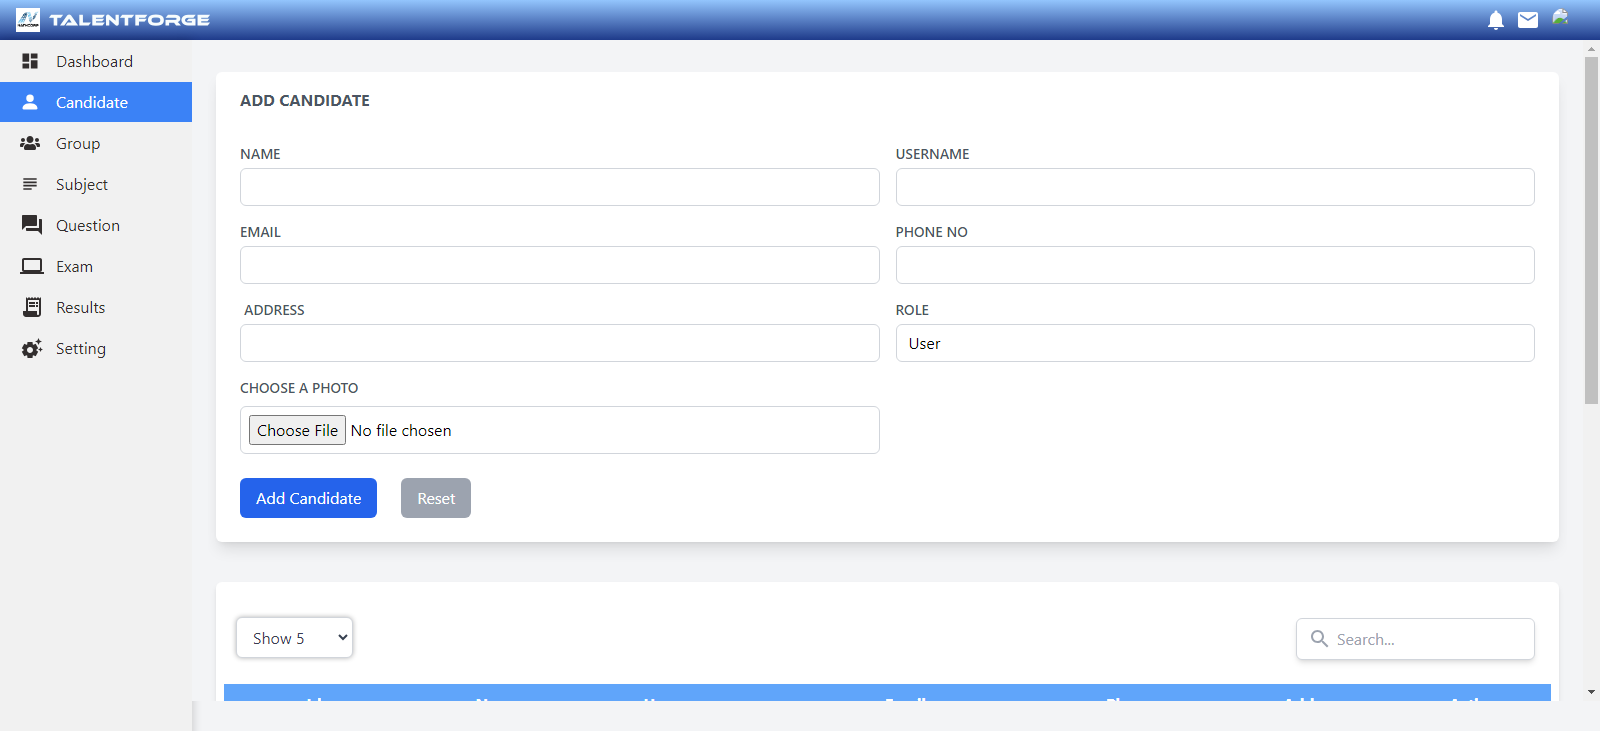 TALENTFORGE
Dashboard
Candidate
Group
Subject
Question
Exam
Results
Setting
ADD CANDIDATE
NAME
USERNAME
EMAIL
PHONE NO
ADDRESS
ROLE
User
CHOOSE A PHOTO
Choose File No file chosen
Add Candidate
Reset
Show 5
Search...